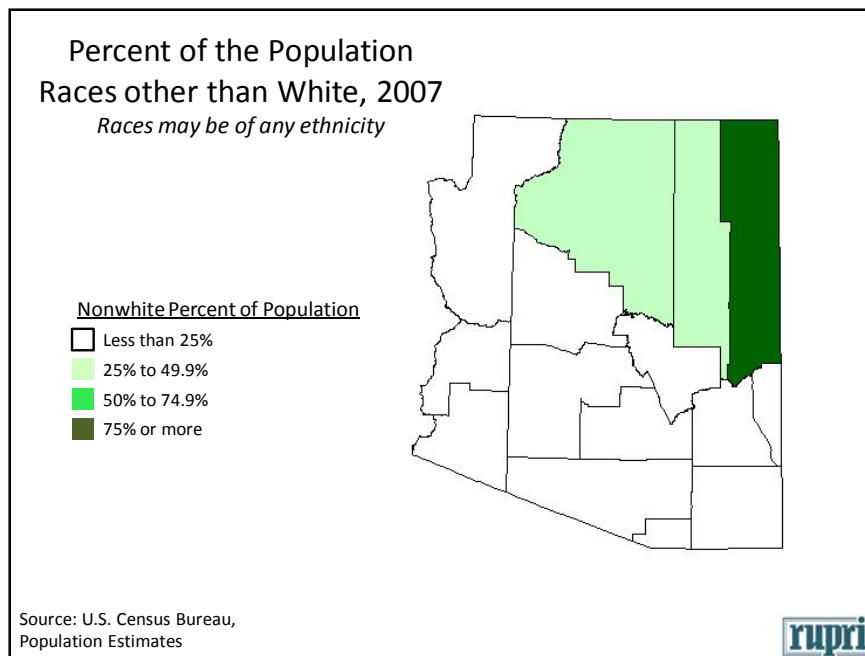 Percent of the Population
Races other than White, 2007
Races may be of any ethnicity
Nonwhite Percent of Population
Less than 25%
25% to 49.9%
50% to 74.9%
75% or more
Source: U.S. Census Bureau,
Population Estimates
rupri